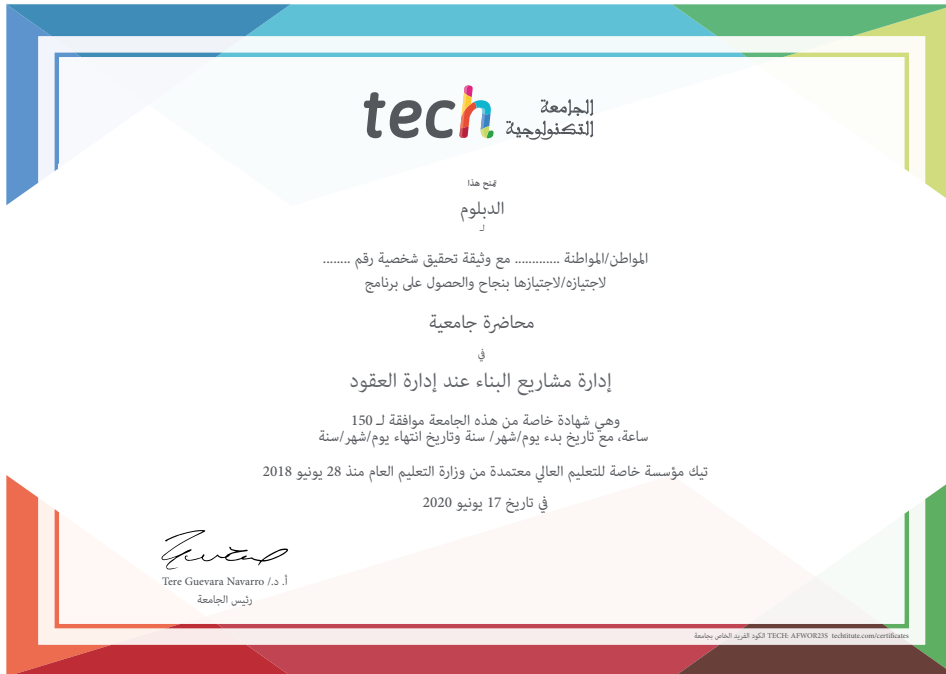 tech الجامعة
التكنولوجية
يمنح هذا
الدبلوم
لـ
المواطن/المواطنة ............. مع وثيقة تحقيق شخصية رقم ........
لاجتيازه/لاجتيازها بنجاح والحصول على برنامج
محاضرة جامعية
في
إدارة مشاريع البناء عند إدارة العقود
وهي شهادة خاصة من هذه الجامعة موافقة لـ 150
ساعة، مع تاريخ بدء يوم/شهر/ سنة وتاريخ انتهاء يوم/شهر/سنة
تيك مؤسسة خاصة للتعليم العالي معتمدة من وزارة التعليم العام منذ 28 يونيو 2018
في تاريخ 17 يونيو 2020
أ. د./ Tere Guevara Navarro
رئيس الجامعة
الكود الفريد الخاص بجامعة TECH: AFWOR23S techtitute.com/certificates